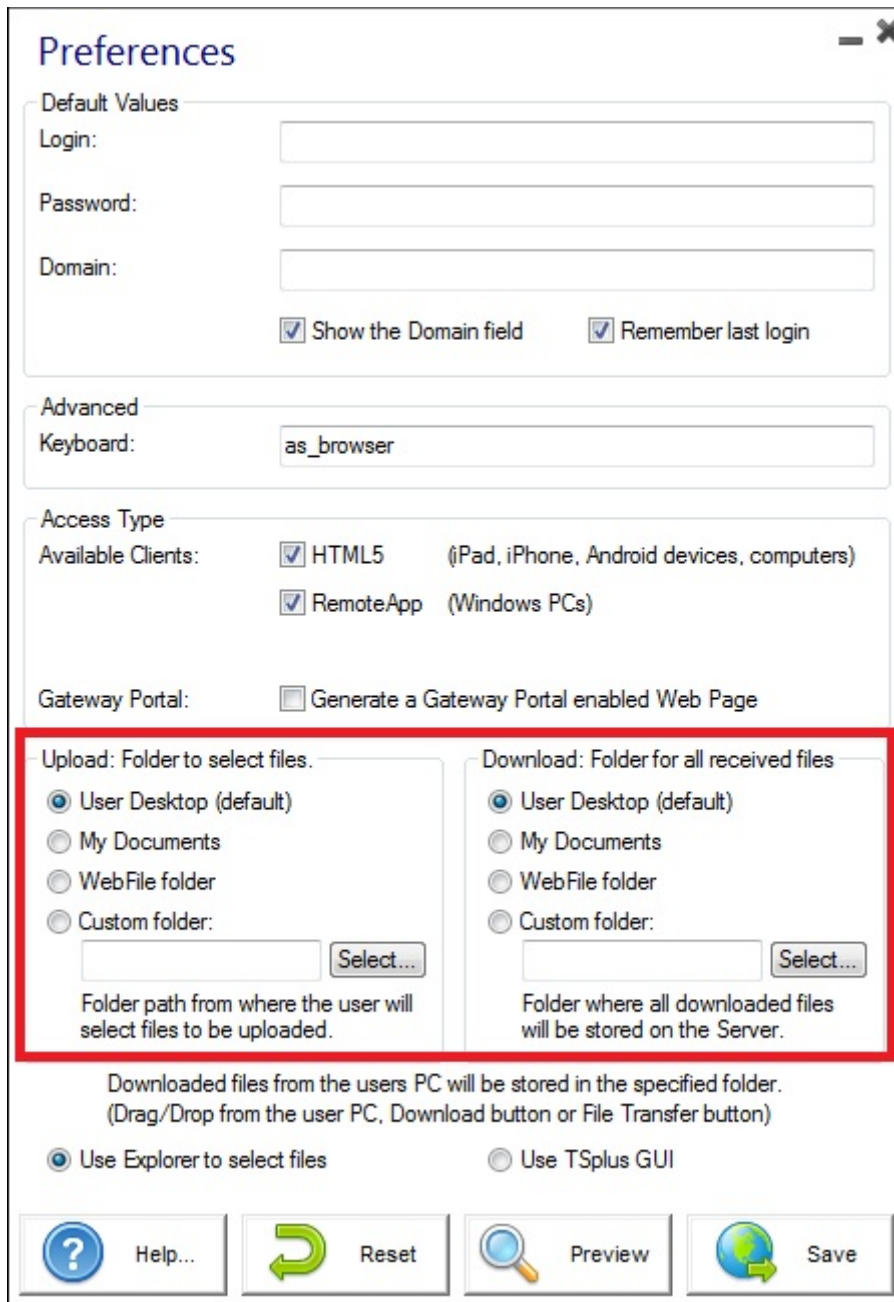 Preferences
Default Values
Login:
Password:
Domain:
Show the Domain field Remember last login
Advanced
Keyboard: as_browser
Access Type
Available Clients: HTML5 (iPad, iPhone, Android devices, computers)
RemoteApp (Windows PCs)
Gateway Portal: Generate a Gateway Portal enabled Web Page
Upload: Folder to select files.
User Desktop (default)
My Documents
WebFile folder
Custom folder:
Select...
Folder path from where the user will
select files to be uploaded.
Download: Folder for all received files
User Desktop (default)
My Documents
WebFile folder
Custom folder:
Select...
Folder where all downloaded files
will be stored on the Server.
Downloaded files from the users PC will be stored in the specified folder.
(Drag/Drop from the user PC, Download button or File Transfer button)
Use Explorer to select files Use TSplus GUI
Help... Reset Preview Save